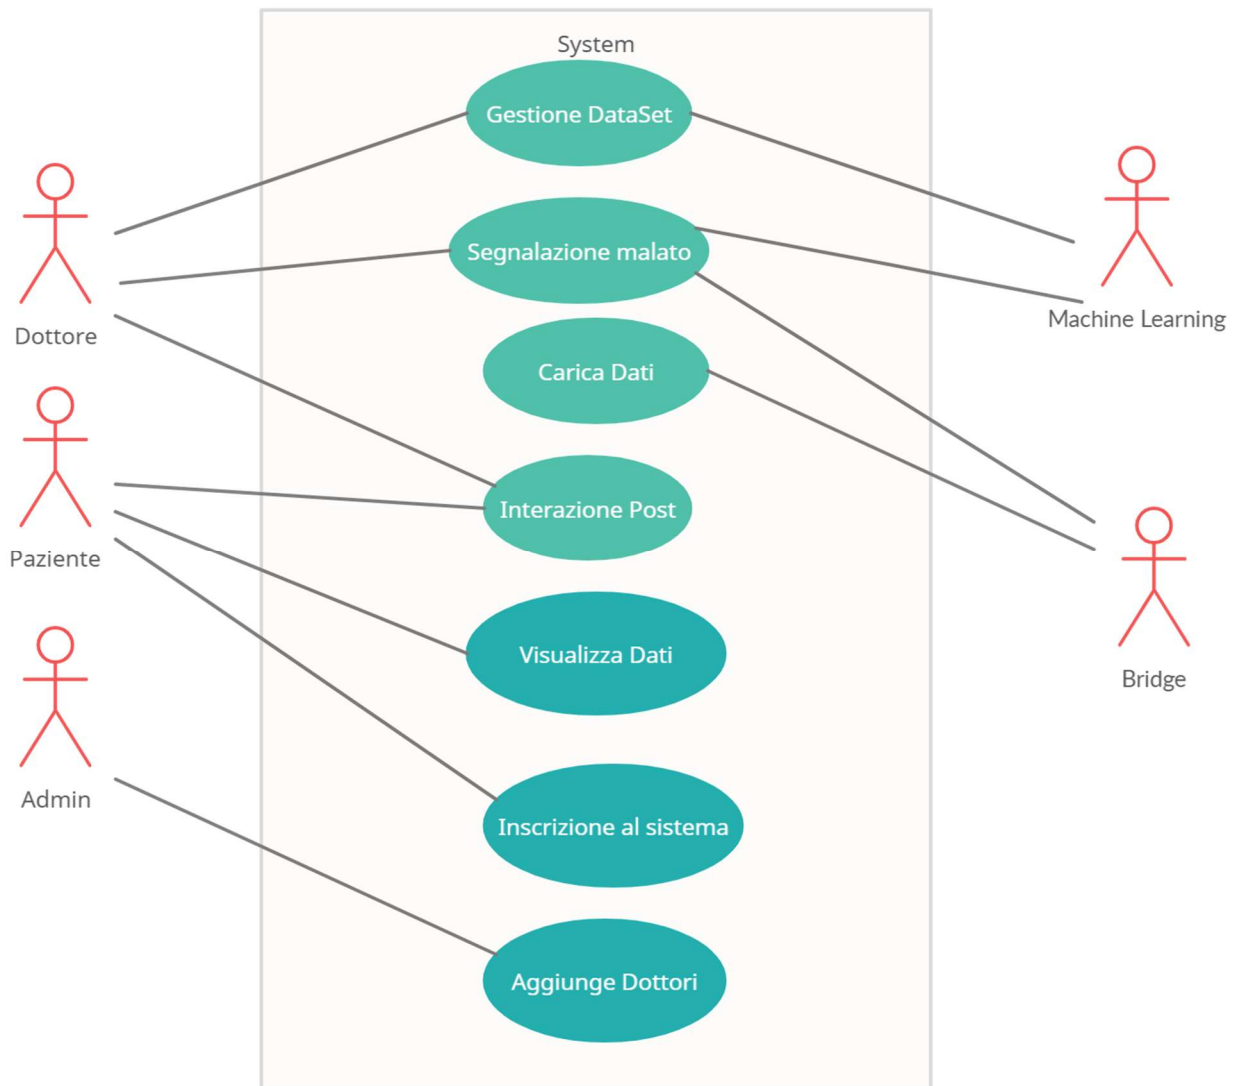 System
Gestione DataSet
Segnalazione malato
Dottore
Machine Learning
Carica Dati
Interazione Post
Paziente
Visualizza Dati
Bridge
Admin
Inscrizione al sistema
Aggiunge Dottori